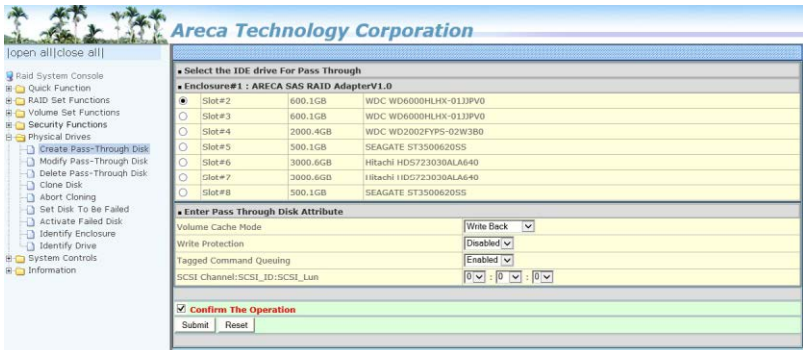 Areca Technology Corporation
|open all|close all|
Raid System Console
Quick Function
RAID Set Functions
Volume Set Functions
Security Functions
Physical Drives
Create Pass-Through Disk
Modify Pass-Through Disk
Delete Pass-Through Disk
Clone Disk
Abort Cloning
Set Disk To Be Failed
Activate Failed Disk
Identify Enclosure
Identify Drive
System Controls
Information
▪ Select the IDE drive For Pass Through
▪ Enclosure#1 : ARECA SAS RAID AdapterV1.0
Slot#2 600.1GB WDC WD6000HLHX-01JJPV0
Slot#3 600.1GB WDC WD6000HLHX-01JJPV0
Slot#4 2000.4GB WDC WD2002FYPS-02W3B0
Slot#5 500.1GB SEAGATE ST3500620SS
Slot#6 3000.6GB Hitachi HDS723030ALA640
Slot#7 3000.6GB Hitachi HDS723030ALA640
Slot#8 500.1GB SEAGATE ST3500620SS
▪ Enter Pass Through Disk Attribute
Volume Cache Mode Write Back
Write Protection Disabled
Tagged Command Queuing Enabled
SCSI Channel:SCSI_ID:SCSI_Lun 0 : 0 : 0
Confirm The Operation
Submit Reset